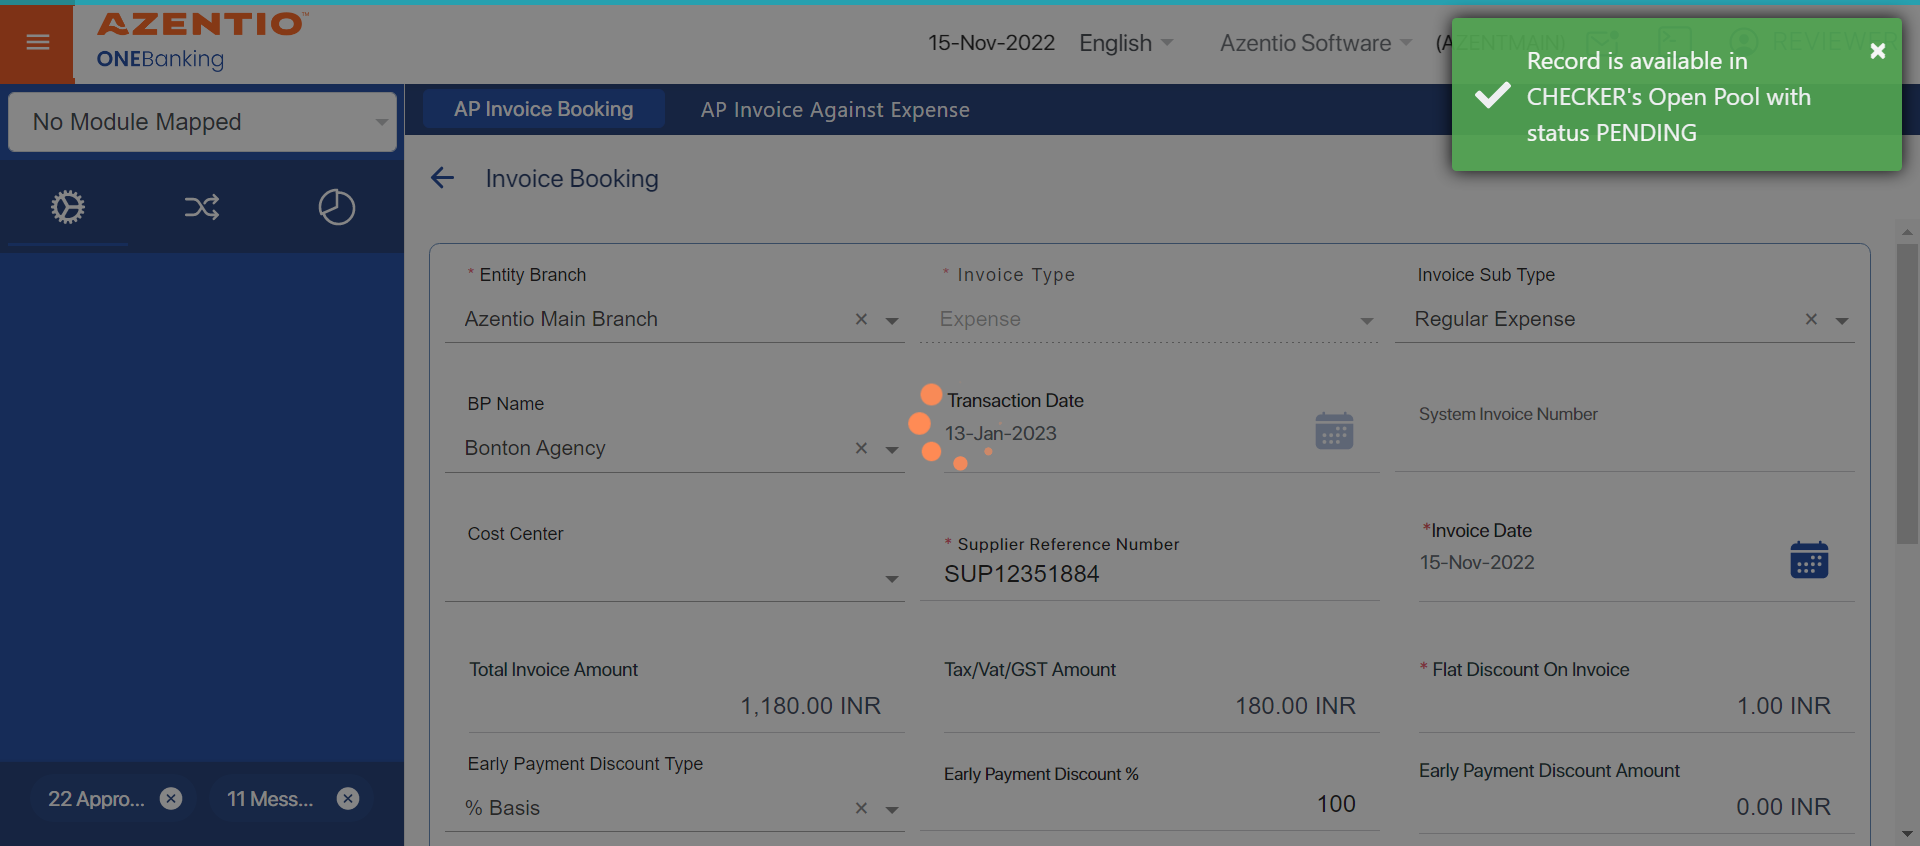 AZENTIO™
ONEBanking
15-Nov-2022 English Azentio Software (AZENTMAIN) REVIEWER
Record is available in
CHECKER's Open Pool with
status PENDING
No Module Mapped
AP Invoice Booking AP Invoice Against Expense
Invoice Booking
* Entity Branch * Invoice Type Invoice Sub Type
Azentio Main Branch Expense Regular Expense
BP Name Transaction Date System Invoice Number
Bonton Agency 13-Jan-2023
Cost Center * Supplier Reference Number *Invoice Date
SUP12351884 15-Nov-2022
Total Invoice Amount Tax/Vat/GST Amount * Flat Discount On Invoice
1,180.00 INR 180.00 INR 1.00 INR
Early Payment Discount Type Early Payment Discount % Early Payment Discount Amount
% Basis 100 0.00 INR
22 Appro... 11 Mess...